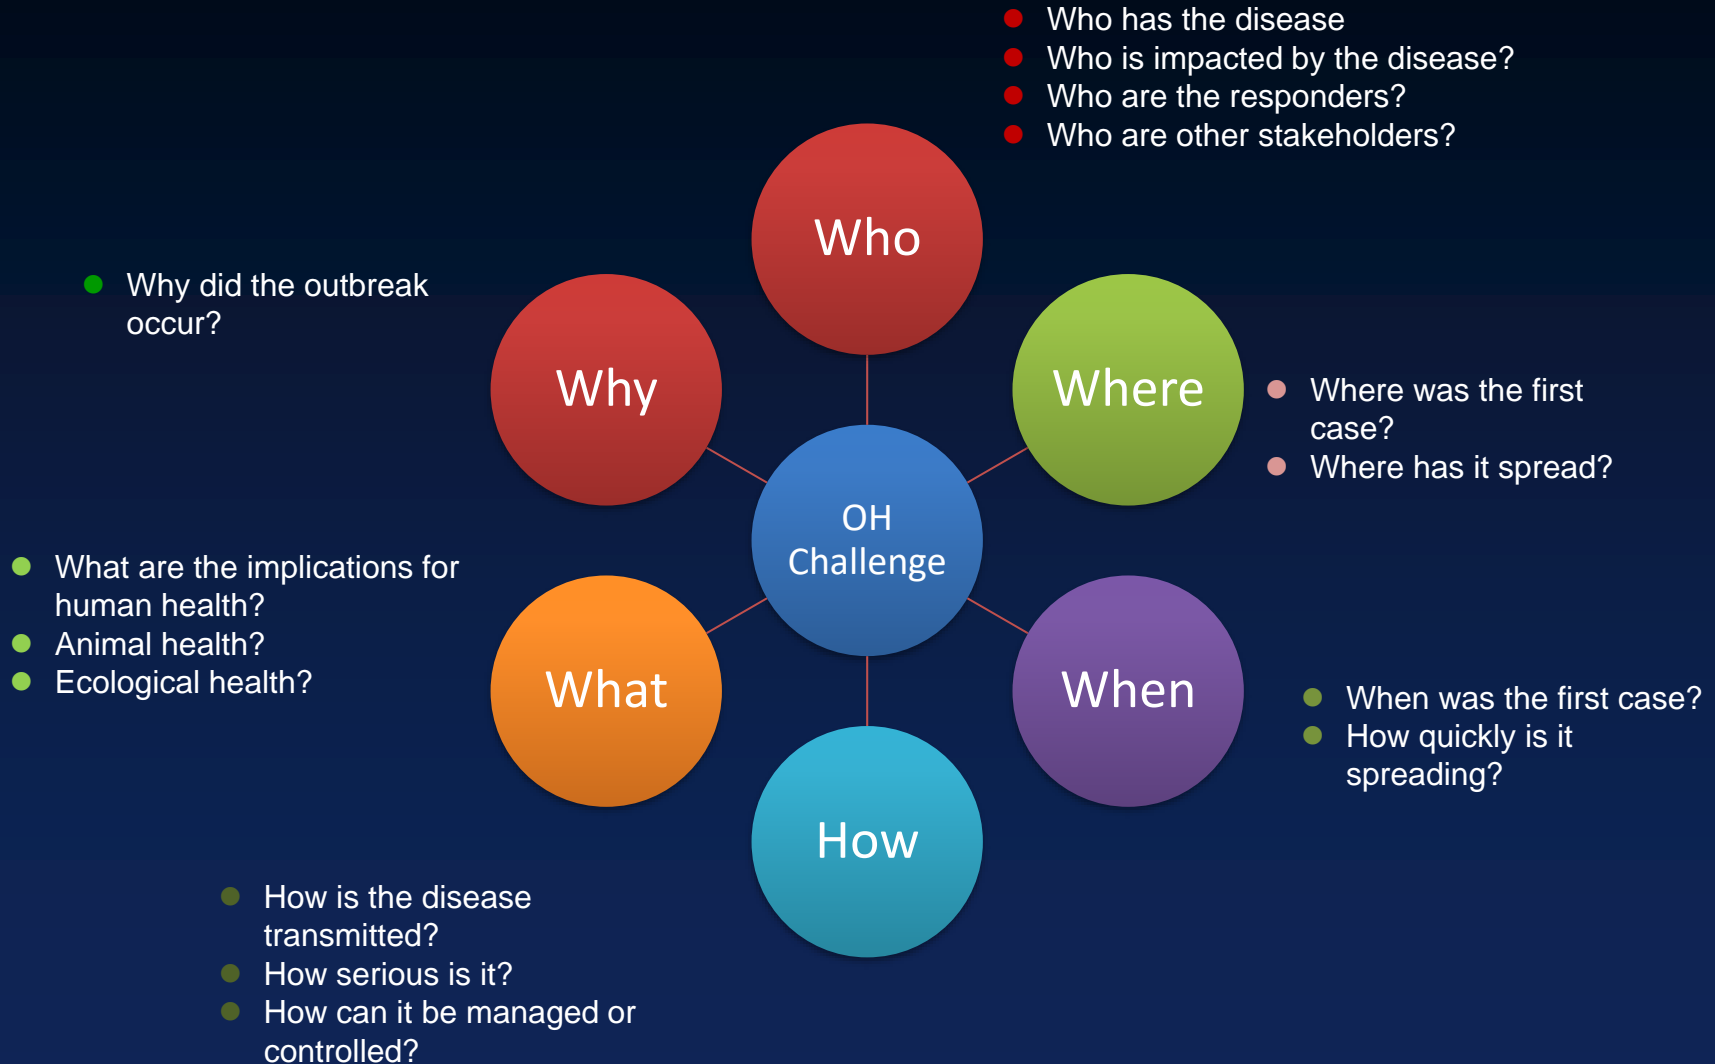 Who has the disease
Who is impacted by the disease?
Who are the responders?
Who are other stakeholders?
Who
Why did the outbreak
occur?
Why
Where
Where was the first
case?
Where has it spread?
OH
Challenge
What are the implications for
human health?
Animal health?
Ecological health?
What
When
When was the first case?
How quickly is it
spreading?
How
How is the disease
transmitted?
How serious is it?
How can it be managed or
controlled?